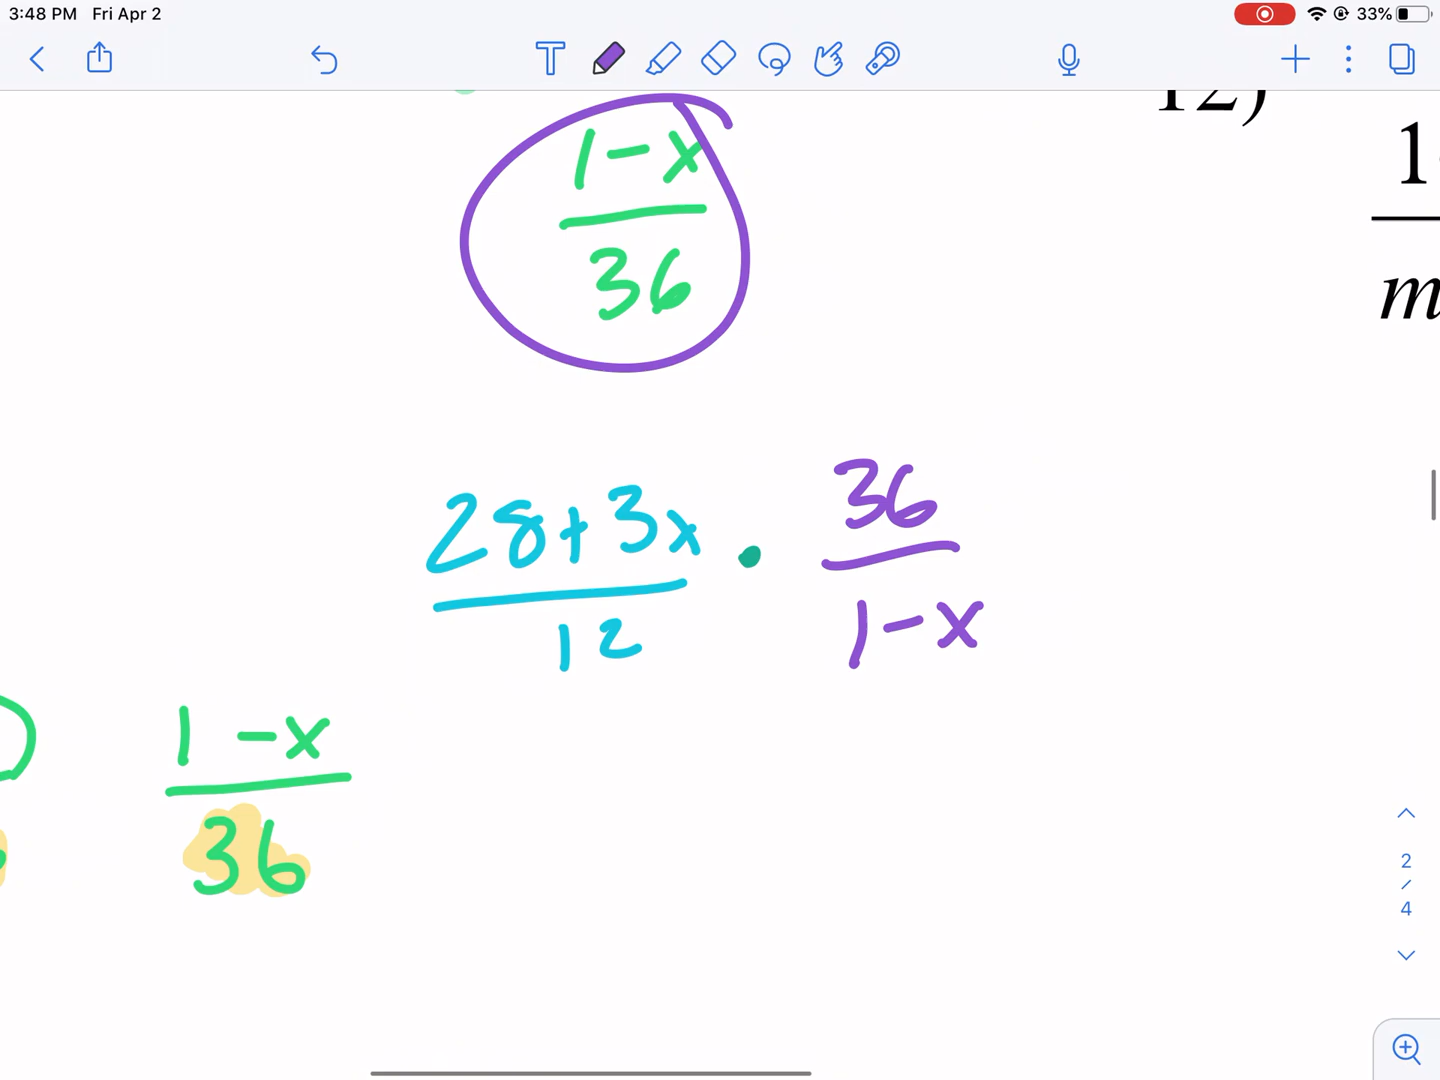 3:48 PM Fri Apr 2 33%
12)
1 - x
36
1
m
28 + 3x · 36
12 1 - x
1 - x
36
2
/
4